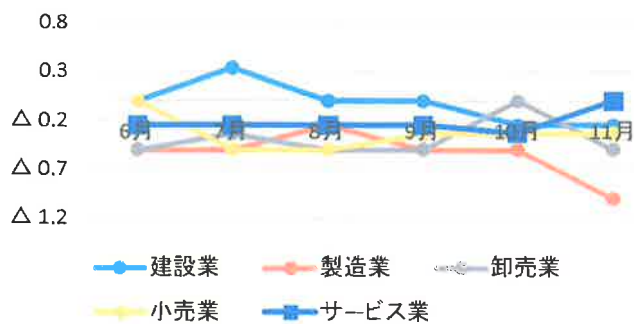 0.8
0.3
△ 0.2
6月 7月 8月 9月 10月 11月
△ 0.7
△ 1.2
建設業 製造業 卸売業
小売業 サービス業